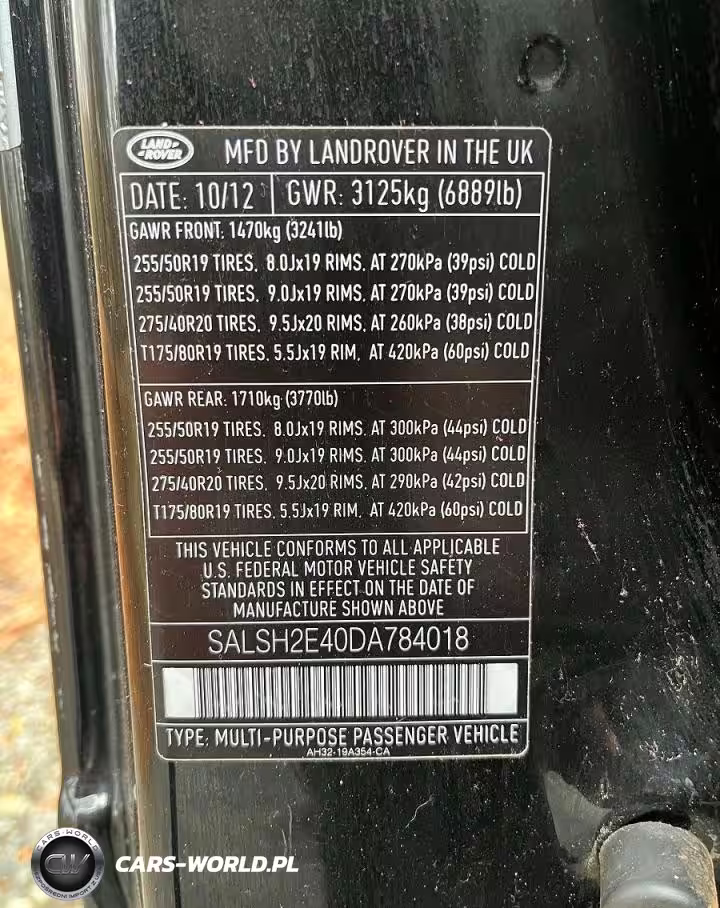 LAND-
-ROVER
MFD BY LANDROVER IN THE UK
DATE: 10/12 GWR: 3125kg (6889lb)
GAWR FRONT: 1470kg (3241lb)
255/50R19 TIRES, 8.0Jx19 RIMS, AT 270kPa (39psi) COLD
255/50R19 TIRES, 9.0Jx19 RIMS, AT 270kPa (39psi) COLD
275/40R20 TIRES, 9.5Jx20 RIMS, AT 260kPa (38psi) COLD
T175/80R19 TIRES, 5.5Jx19 RIM, AT 420kPa (60psi) COLD
GAWR REAR: 1710kg (3770lb)
255/50R19 TIRES, 8.0Jx19 RIMS, AT 300kPa (44psi) COLD
255/50R19 TIRES, 9.0Jx19 RIMS, AT 300kPa (44psi) COLD
275/40R20 TIRES, 9.5Jx20 RIMS, AT 290kPa (42psi) COLD
T175/80R19 TIRES, 5.5Jx19 RIM, AT 420kPa (60psi) COLD
THIS VEHICLE CONFORMS TO ALL APPLICABLE
U.S. FEDERAL MOTOR VEHICLE SAFETY
STANDARDS IN EFFECT ON THE DATE OF
MANUFACTURE SHOWN ABOVE
SALSH2E40DA784018
TYPE: MULTI-PURPOSE PASSENGER VEHICLE
AH32-19A354-CA
CARS-WORLD
CW
BEZPOŚREDNI IMPORT Z USA
CARS-WORLD.PL